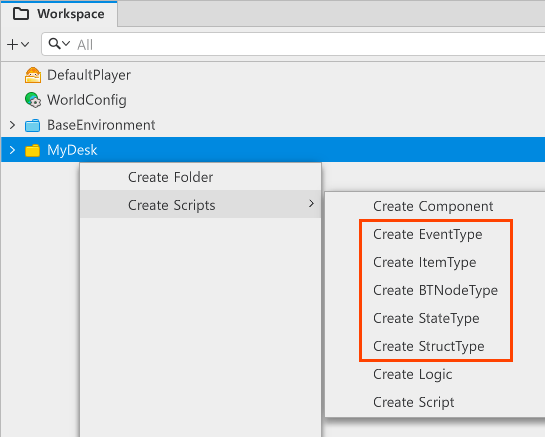 Workspace
All
DefaultPlayer
WorldConfig
BaseEnvironment
MyDesk
Create Folder
Create Scripts
Create Component
Create EventType
Create ItemType
Create BTNodeType
Create StateType
Create StructType
Create Logic
Create Script